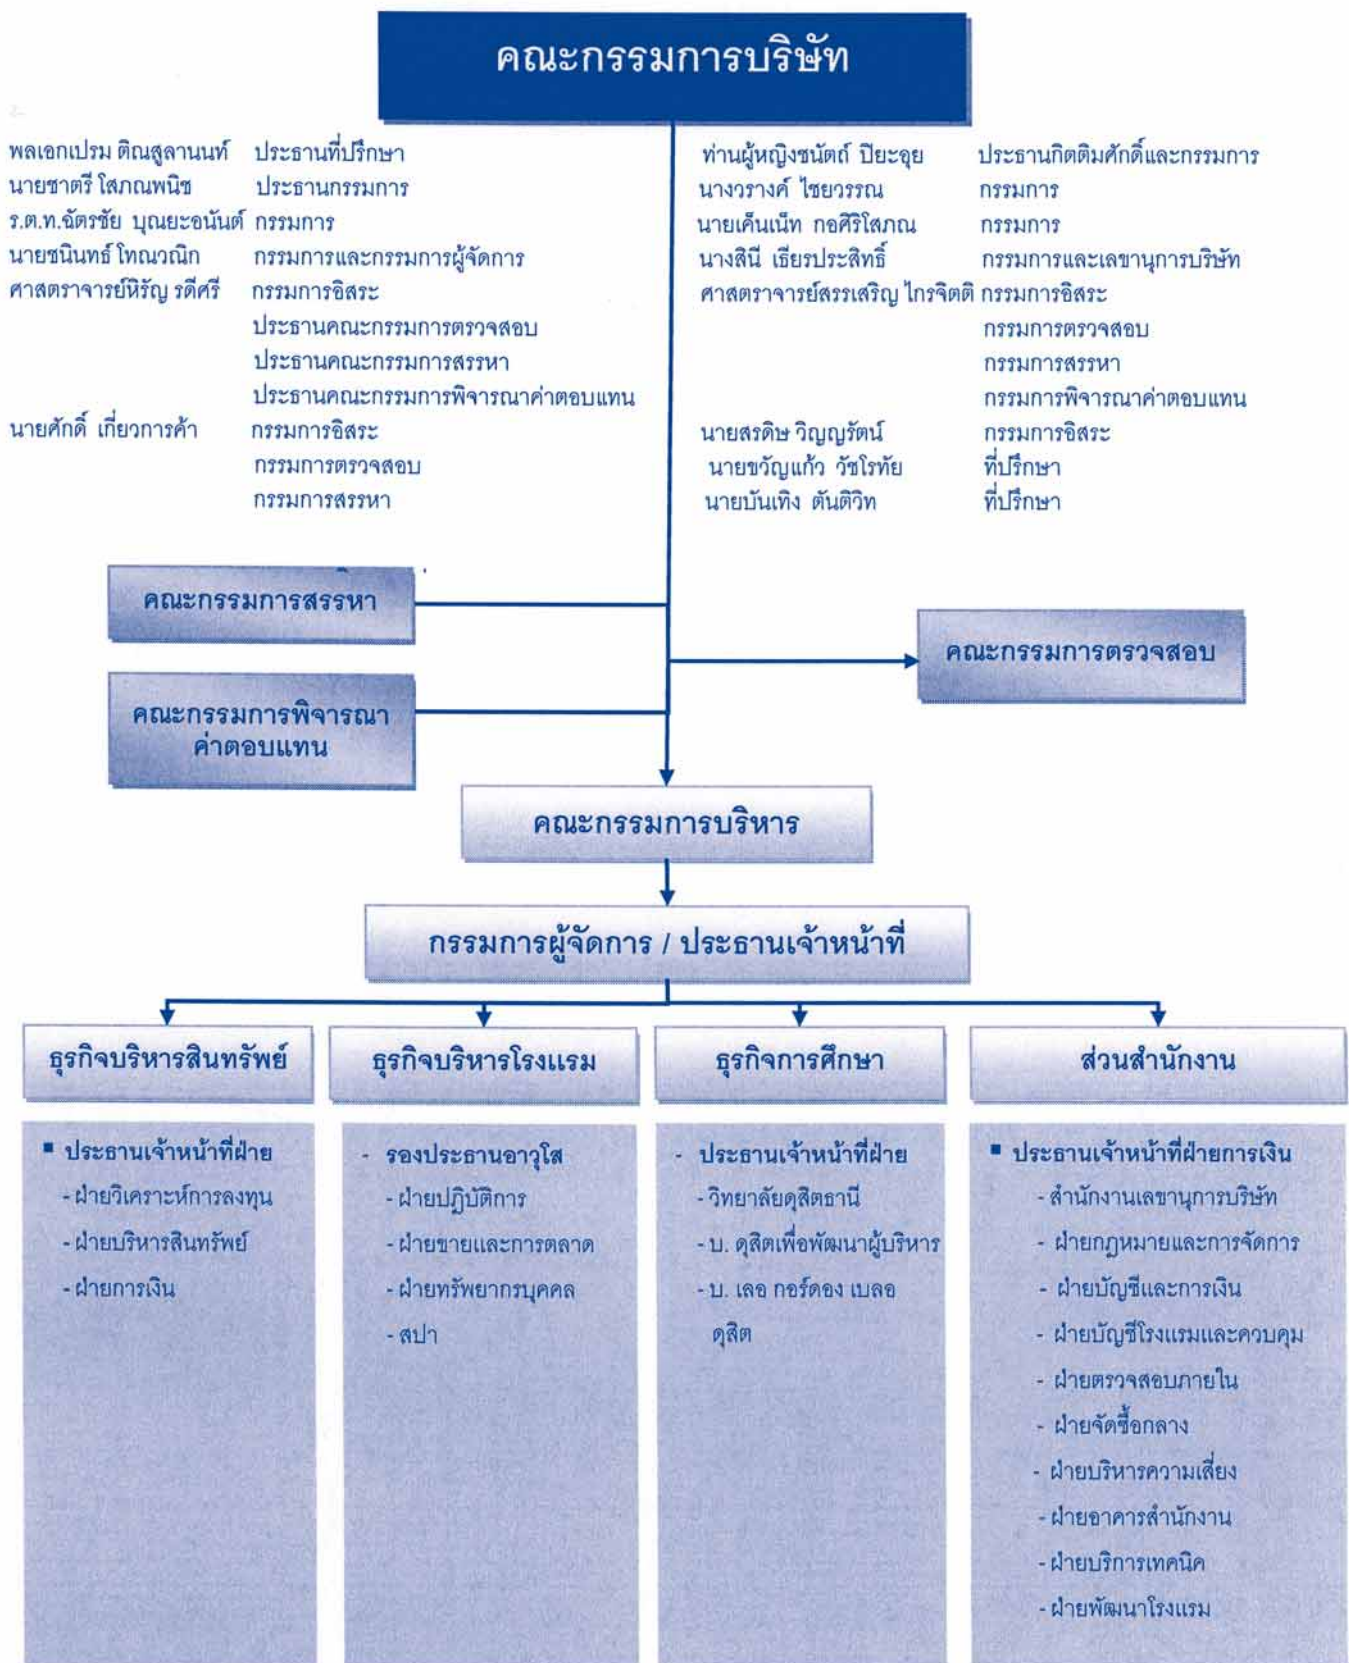 คณะกรรมการบริษัท
พลเอกเปรม ติณสูลานนท์ ประธานที่ปรึกษา
นายชาตรี โสภณพนิช ประธานกรรมการ
ร.ต.ท.ฉัตรชัย บุณยะอนันต์ กรรมการ
นายชนินทธ์ โทณวณิก กรรมการและกรรมการผู้จัดการ
ศาสตราจารย์หิรัญ รดีศรี กรรมการอิสระ
ประธานคณะกรรมการตรวจสอบ
ประธานคณะกรรมการสรรหา
ประธานคณะกรรมการพิจารณาค่าตอบแทน
นายศักดิ์ เกี่ยวการค้า กรรมการอิสระ
กรรมการตรวจสอบ
กรรมการสรรหา
ท่านผู้หญิงชนัตถ์ ปิยะอุย ประธานกิตติมศักดิ์และกรรมการ
นางวรางค์ ไชยวรรณ กรรมการ
นายเค็นเน็ท กอศิริโสภณ กรรมการ
นางสินี เธียรประสิทธิ์ กรรมการและเลขานุการบริษัท
ศาสตราจารย์สรรเสริญ ไกรจิตติ กรรมการอิสระ
กรรมการตรวจสอบ
กรรมการสรรหา
กรรมการพิจารณาค่าตอบแทน
นายสรดิษ วิญญรัตน์ กรรมการอิสระ
นายขวัญแก้ว วัชโรทัย ที่ปรึกษา
นายบันเทิง ตันติวิท ที่ปรึกษา
คณะกรรมการสรรหา
คณะกรรมการตรวจสอบ
คณะกรรมการพิจารณา
ค่าตอบแทน
คณะกรรมการบริหาร
กรรมการผู้จัดการ / ประธานเจ้าหน้าที่
ธุรกิจบริหารสินทรัพย์
▪ ประธานเจ้าหน้าที่ฝ่าย
- ฝ่ายวิเคราะห์การลงทุน
- ฝ่ายบริหารสินทรัพย์
- ฝ่ายการเงิน
ธุรกิจบริหารโรงแรม
- รองประธานอาวุโส
- ฝ่ายปฏิบัติการ
- ฝ่ายขายและการตลาด
- ฝ่ายทรัพยากรบุคคล
- สปา
ธุรกิจการศึกษา
- ประธานเจ้าหน้าที่ฝ่าย
- วิทยาลัยดุสิตธานี
- บ. ดุสิตเพื่อพัฒนาผู้บริหาร
- บ. เลอ กอร์ดอง เบลอ
ดุสิต
ส่วนสำนักงาน
▪ ประธานเจ้าหน้าที่ฝ่ายการเงิน
- สำนักงานเลขานุการบริษัท
- ฝ่ายกฎหมายและการจัดการ
- ฝ่ายบัญชีและการเงิน
- ฝ่ายบัญชีโรงแรมและควบคุม
- ฝ่ายตรวจสอบภายใน
- ฝ่ายจัดซื้อกลาง
- ฝ่ายบริหารความเสี่ยง
- ฝ่ายอาคารสำนักงาน
- ฝ่ายบริการเทคนิค
- ฝ่ายพัฒนาโรงแรม